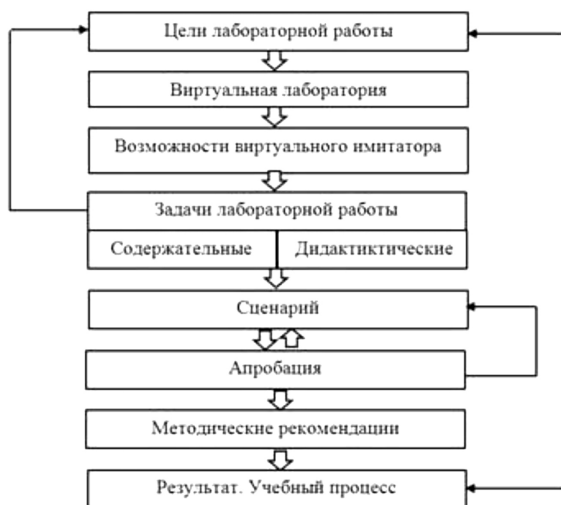 Цели лабораторной работы
Виртуальная лаборатория
Возможности виртуального имитатора
Задачи лабораторной работы
Содержательные
Дидактиктические
Сценарий
Апробация
Методические рекомендации
Результат. Учебный процесс